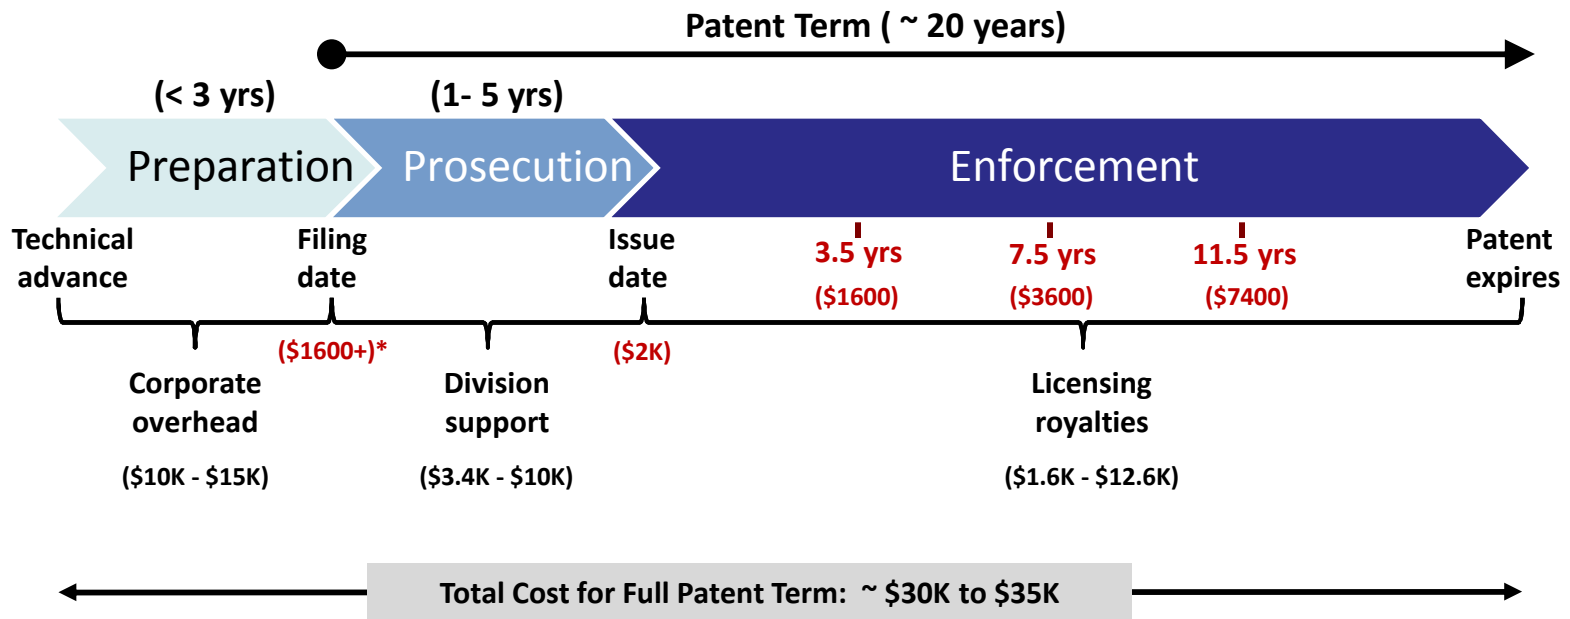 Patent Term ( ~ 20 years)
(< 3 yrs)
(1- 5 yrs)
Preparation
Prosecution
Enforcement
Technical
advance
Filing
date
Issue
date
3.5 yrs
($1600)
7.5 yrs
($3600)
11.5 yrs
($7400)
Patent
expires
($1600+)*
($2K)
Corporate
overhead
($10K - $15K)
Division
support
($3.4K - $10K)
Licensing
royalties
($1.6K - $12.6K)
Total Cost for Full Patent Term:  ~ $30K to $35K